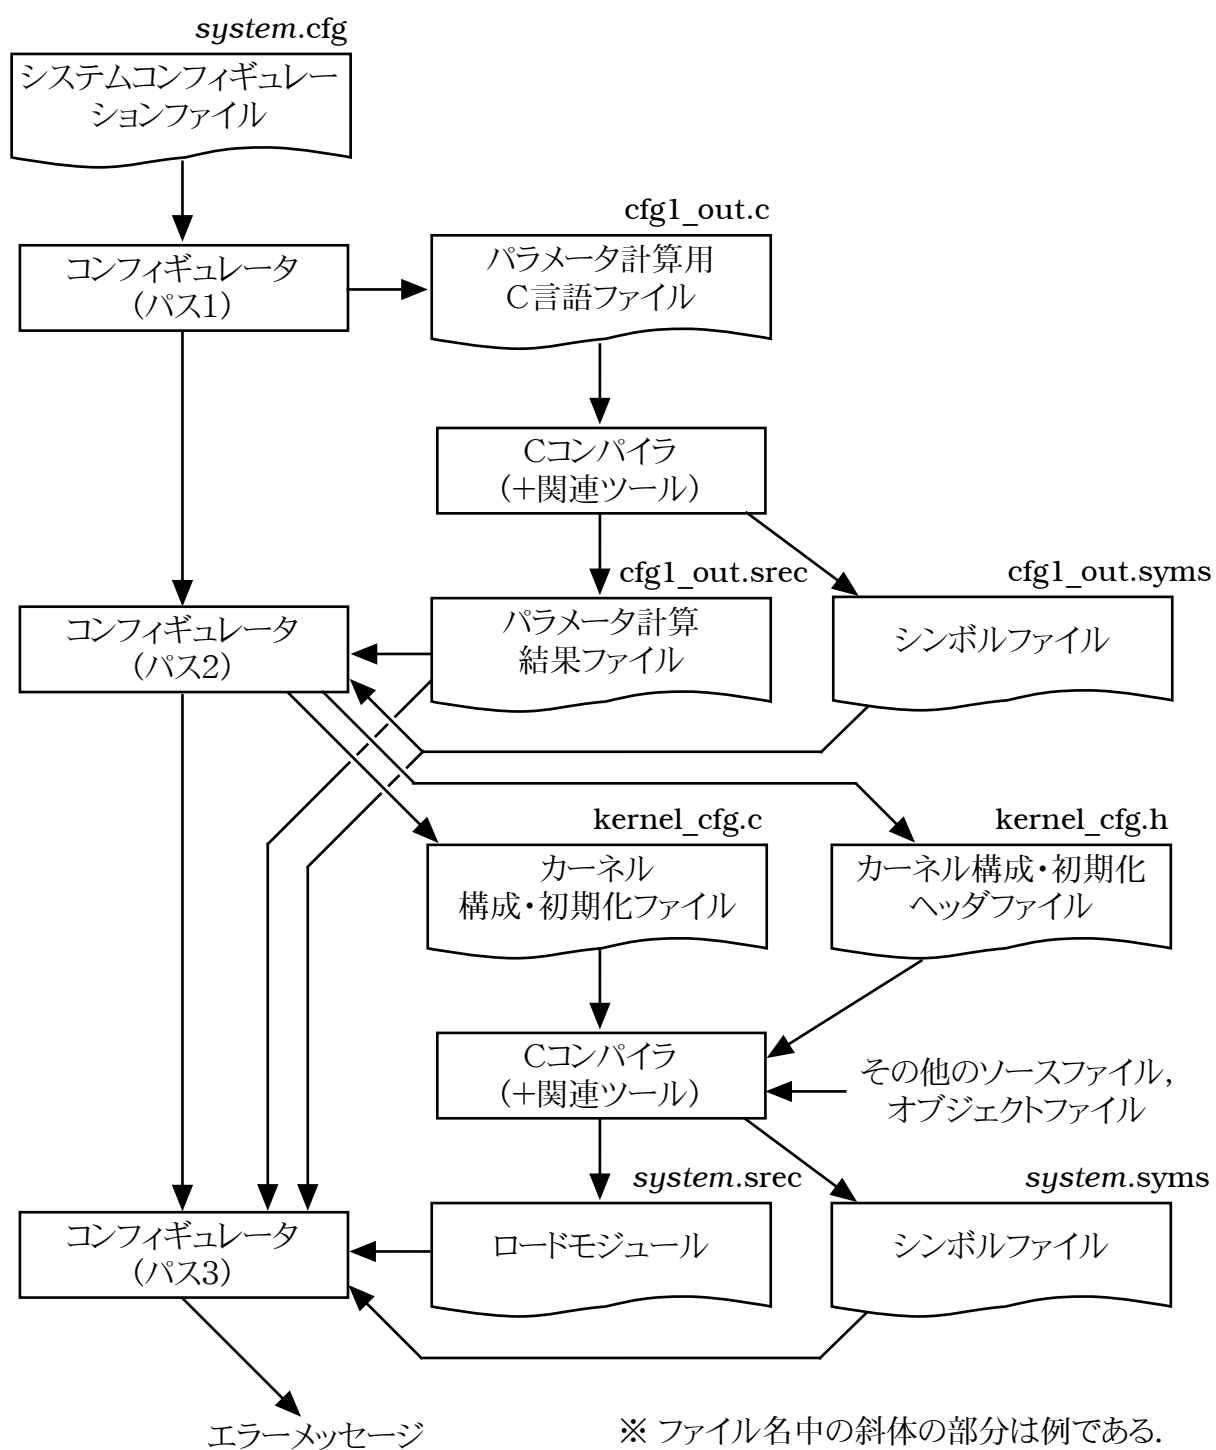 system.cfg
システムコンフィギュレー
ションファイル
cfg1_out.c
コンフィギュレータ
(パス1)
パラメータ計算用
C言語ファイル
Cコンパイラ
(+関連ツール)
cfg1_out.srec
cfg1_out.syms
コンフィギュレータ
(パス2)
パラメータ計算
結果ファイル
シンボルファイル
kernel_cfg.c
kernel_cfg.h
カーネル
構成・初期化ファイル
カーネル構成・初期化
ヘッダファイル
Cコンパイラ
(+関連ツール)
その他のソースファイル,
オブジェクトファイル
system.srec
system.syms
コンフィギュレータ
(パス3)
ロードモジュール
シンボルファイル
エラーメッセージ
※ ファイル名中の斜体の部分は例である.